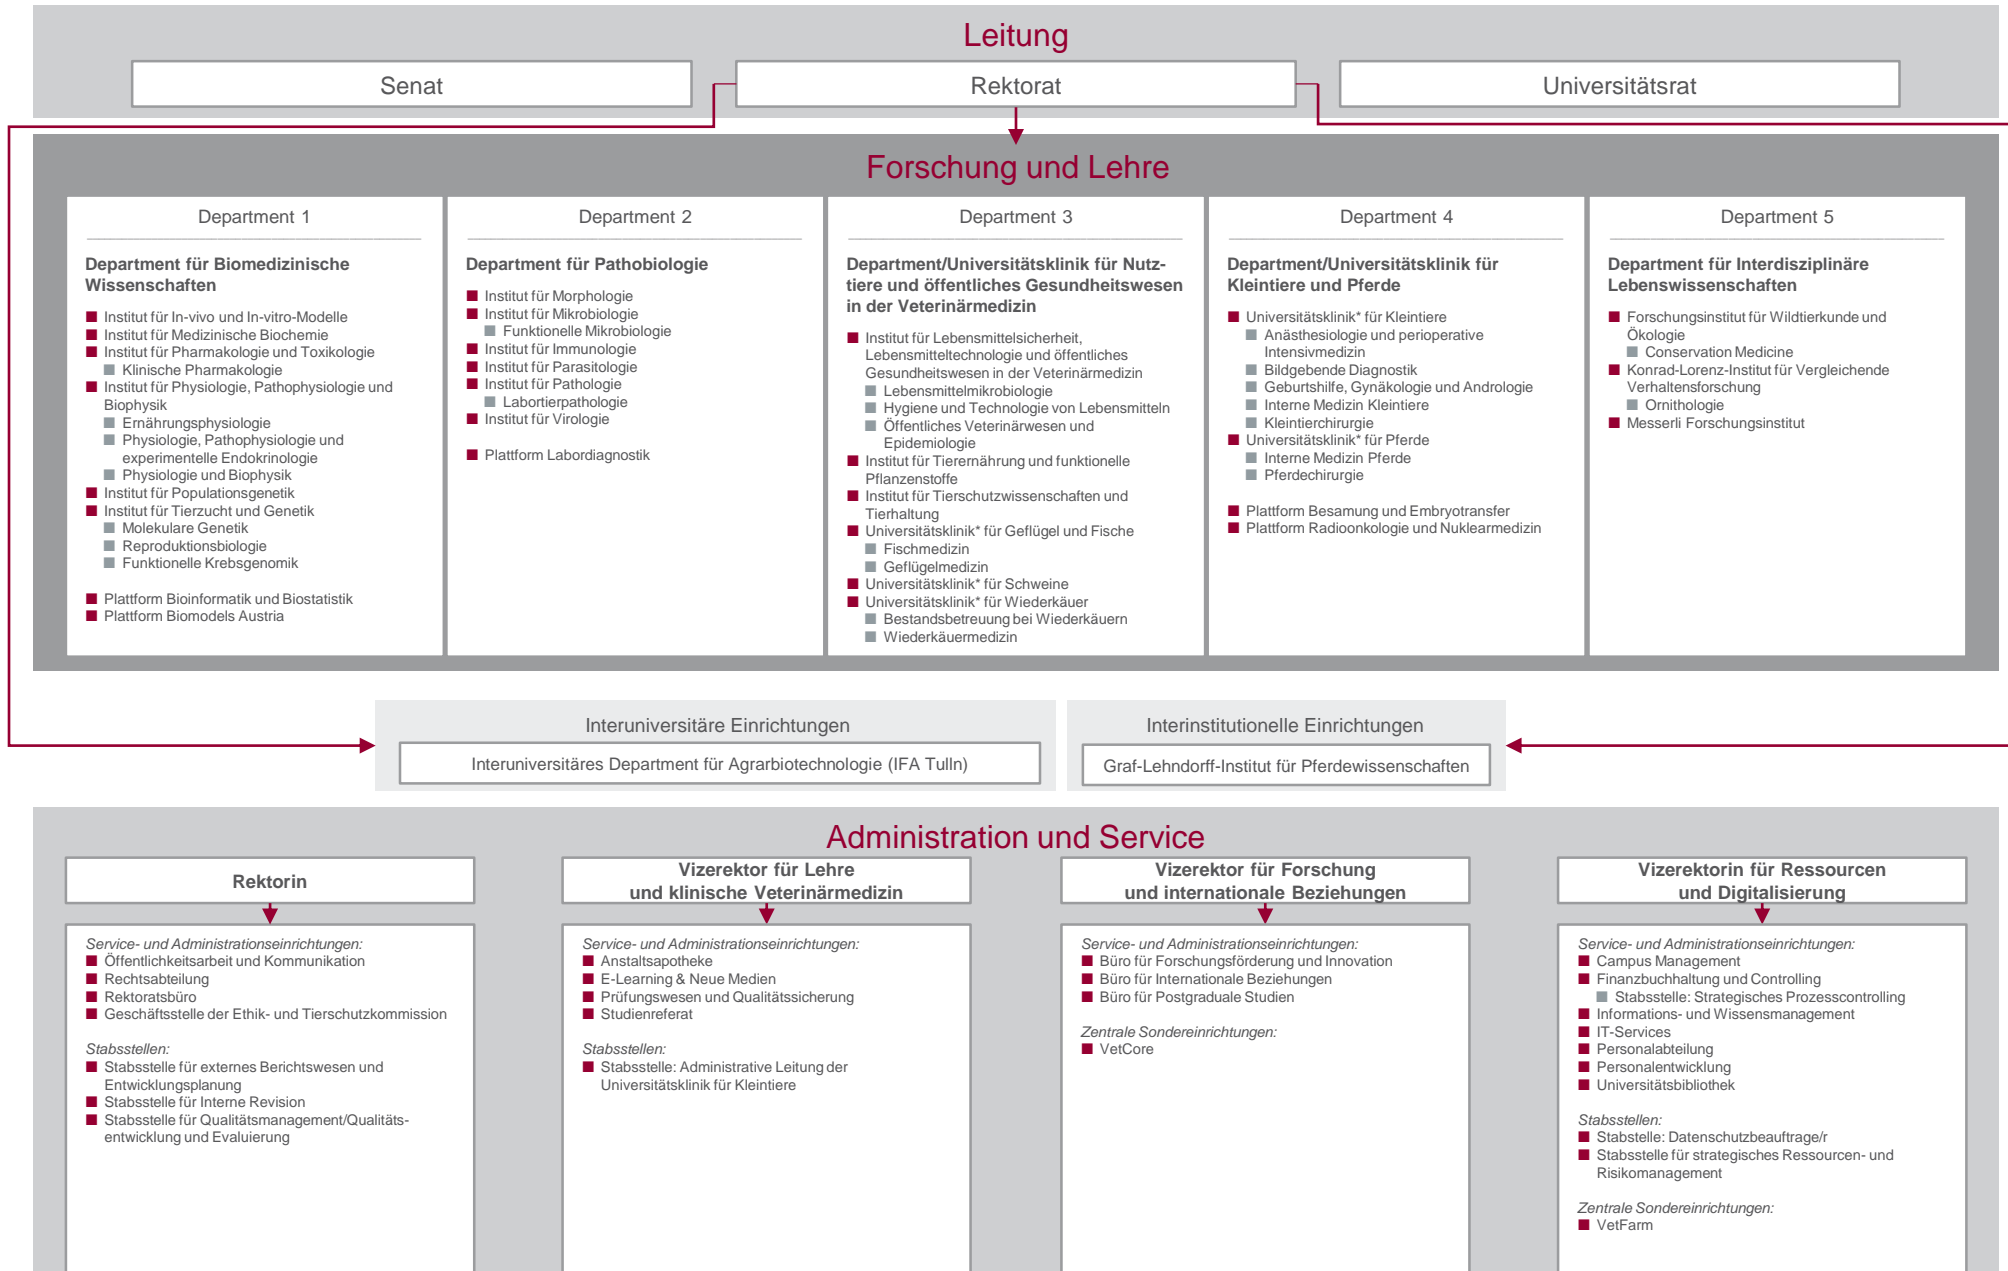 Leitung
Senat
Rektorat
Universitätsrat
Forschung und Lehre
Department 1
Department für Biomedizinische
Wissenschaften
Institut für In-vivo und In-vitro-Modelle
Institut für Medizinische Biochemie
Institut für Pharmakologie und Toxikologie
Klinische Pharmakologie
Institut für Physiologie, Pathophysiologie und
Biophysik
Ernährungsphysiologie
Physiologie, Pathophysiologie und
experimentelle Endokrinologie
Physiologie und Biophysik
Institut für Populationsgenetik
Institut für Tierzucht und Genetik
Molekulare Genetik
Reproduktionsbiologie
Funktionelle Krebsgenomik
Plattform Bioinformatik und Biostatistik
Plattform Biomodels Austria
Department 2
Department für Pathobiologie
Institut für Morphologie
Institut für Mikrobiologie
Funktionelle Mikrobiologie
Institut für Immunologie
Institut für Parasitologie
Institut für Pathologie
Labortierpathologie
Institut für Virologie
Plattform Labordiagnostik
Department 3
Department/Universitätsklinik für Nutz-
tiere und öffentliches Gesundheitswesen
in der Veterinärmedizin
Institut für Lebensmittelsicherheit,
Lebensmitteltechnologie und öffentliches
Gesundheitswesen in der Veterinärmedizin
Lebensmittelmikrobiologie
Hygiene und Technologie von Lebensmitteln
Öffentliches Veterinärwesen und
Epidemiologie
Institut für Tierernährung und funktionelle
Pflanzenstoffe
Institut für Tierschutzwissenschaften und
Tierhaltung
Universitätsklinik* für Geflügel und Fische
Fischmedizin
Geflügelmedizin
Universitätsklinik* für Schweine
Universitätsklinik* für Wiederkäuer
Bestandsbetreuung bei Wiederkäuern
Wiederkäuermedizin
Department 4
Department/Universitätsklinik für
Kleintiere und Pferde
Universitätsklinik* für Kleintiere
Anästhesiologie und perioperative
Intensivmedizin
Bildgebende Diagnostik
Geburtshilfe, Gynäkologie und Andrologie
Interne Medizin Kleintiere
Kleintierchirurgie
Universitätsklinik* für Pferde
Interne Medizin Pferde
Pferdechirurgie
Plattform Besamung und Embryotransfer
Plattform Radioonkologie und Nuklearmedizin
Department 5
Department für Interdisziplinäre
Lebenswissenschaften
Forschungsinstitut für Wildtierkunde und
Ökologie
Conservation Medicine
Konrad-Lorenz-Institut für Vergleichende
Verhaltensforschung
Ornithologie
Messerli Forschungsinstitut
Interuniversitäre Einrichtungen
Interuniversitäres Department für Agrarbiotechnologie (IFA Tulln)
Interinstitutionelle Einrichtungen
Graf-Lehndorff-Institut für Pferdewissenschaften
Administration und Service
Rektorin
Service- und Administrationseinrichtungen:
Öffentlichkeitsarbeit und Kommunikation
Rechtsabteilung
Rektoratsbüro
Geschäftsstelle der Ethik- und Tierschutzkommission
Stabsstellen:
Stabsstelle für externes Berichtswesen und
Entwicklungsplanung
Stabsstelle für Interne Revision
Stabsstelle für Qualitätsmanagement/Qualitäts-
entwicklung und Evaluierung
Vizerektor für Lehre
und klinische Veterinärmedizin
Service- und Administrationseinrichtungen:
Anstaltsapotheke
E-Learning & Neue Medien
Prüfungswesen und Qualitätssicherung
Studienreferat
Stabsstellen:
Stabsstelle: Administrative Leitung der
Universitätsklinik für Kleintiere
Vizerektor für Forschung
und internationale Beziehungen
Service- und Administrationseinrichtungen:
Büro für Forschungsförderung und Innovation
Büro für Internationale Beziehungen
Büro für Postgraduale Studien
Zentrale Sondereinrichtungen:
VetCore
Vizerektorin für Ressourcen
und Digitalisierung
Service- und Administrationseinrichtungen:
Campus Management
Finanzbuchhaltung und Controlling
Stabsstelle: Strategisches Prozesscontrolling
Informations- und Wissensmanagement
IT-Services
Personalabteilung
Personalentwicklung
Universitätsbibliothek
Stabsstellen:
Stabstelle: Datenschutzbeauftrage/r
Stabsstelle für strategisches Ressourcen- und
Risikomanagement
Zentrale Sondereinrichtungen:
VetFarm